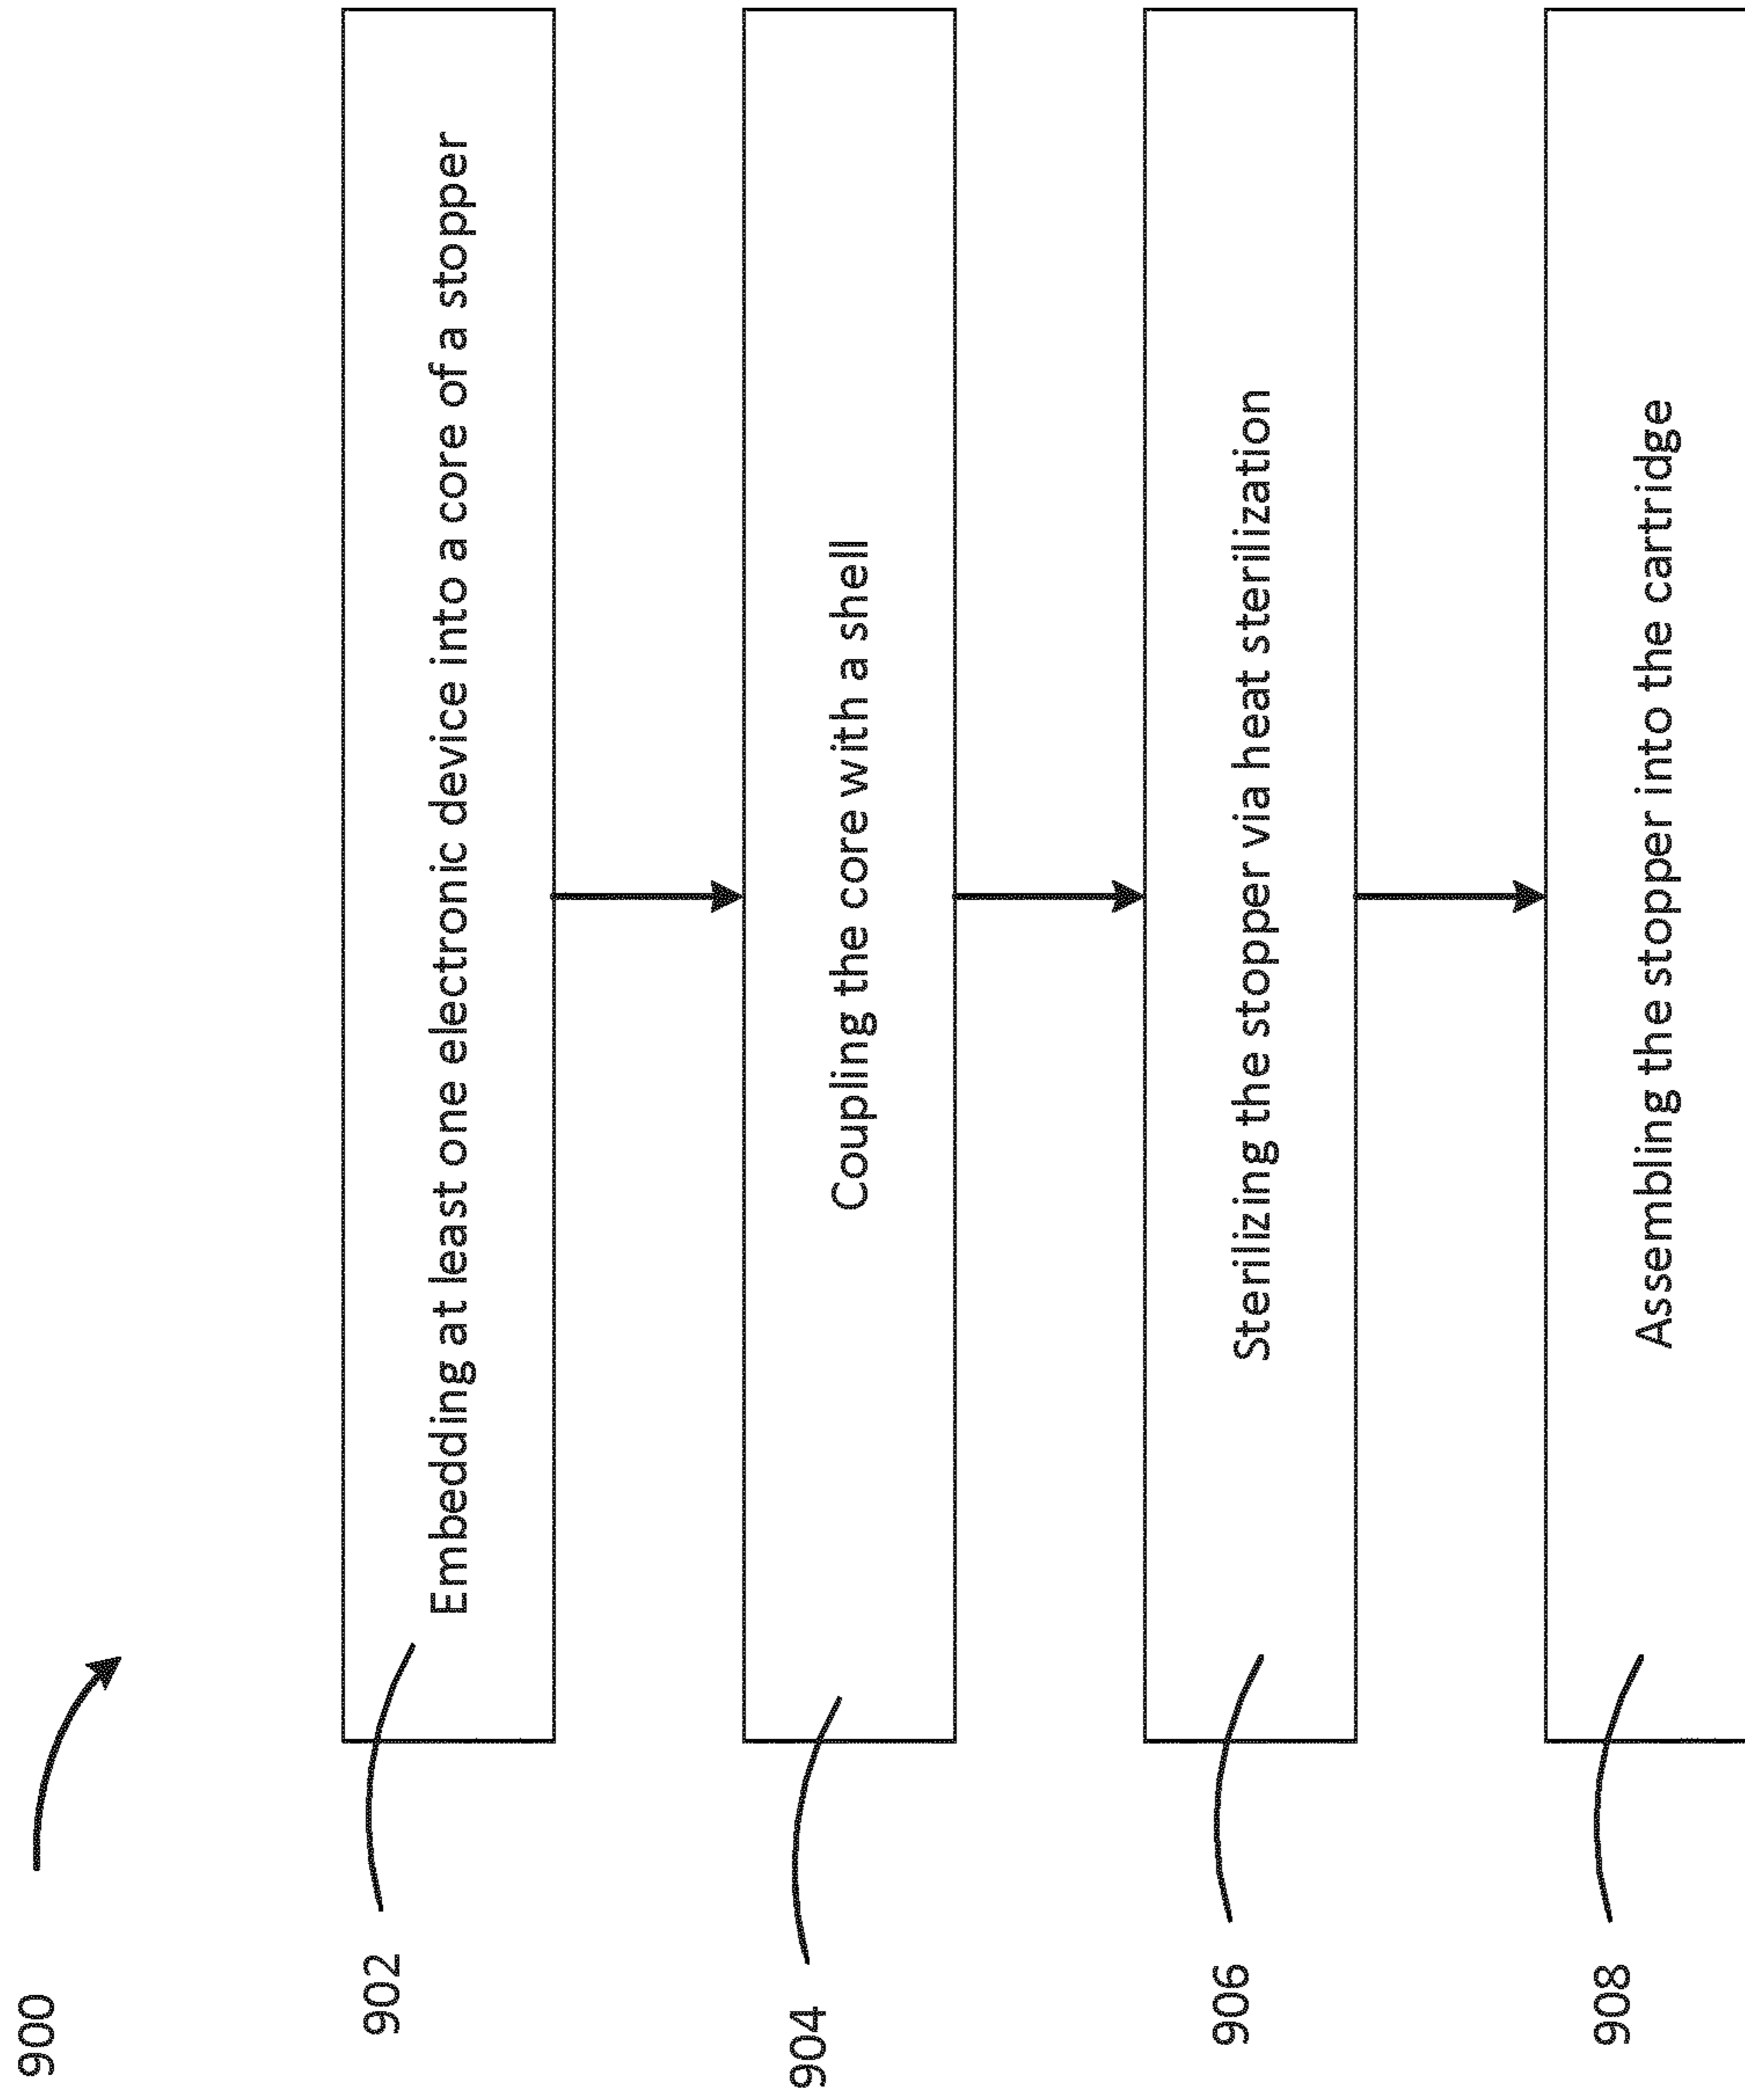 900
902
Embedding at least one electronic device into a core of a stopper
904
Coupling the core with a shell
906
Sterilizing the stopper via heat sterilization
908
Assembling the stopper into the cartridge